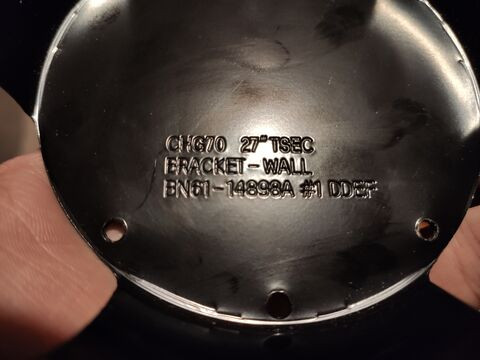 CHG70 27" TSEC
BRACKET-WALL
BN61-14898A #1 DDEF